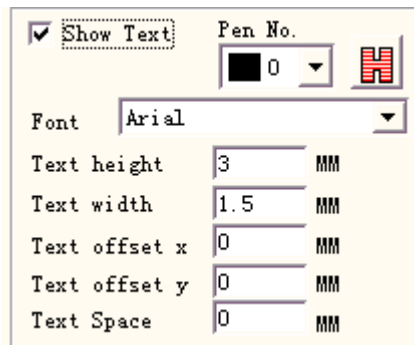 Show Text Pen No.
0
Font Arial
Text height 3 MM
Text width 1.5 MM
Text offset x 0 MM
Text offset y 0 MM
Text Space 0 MM